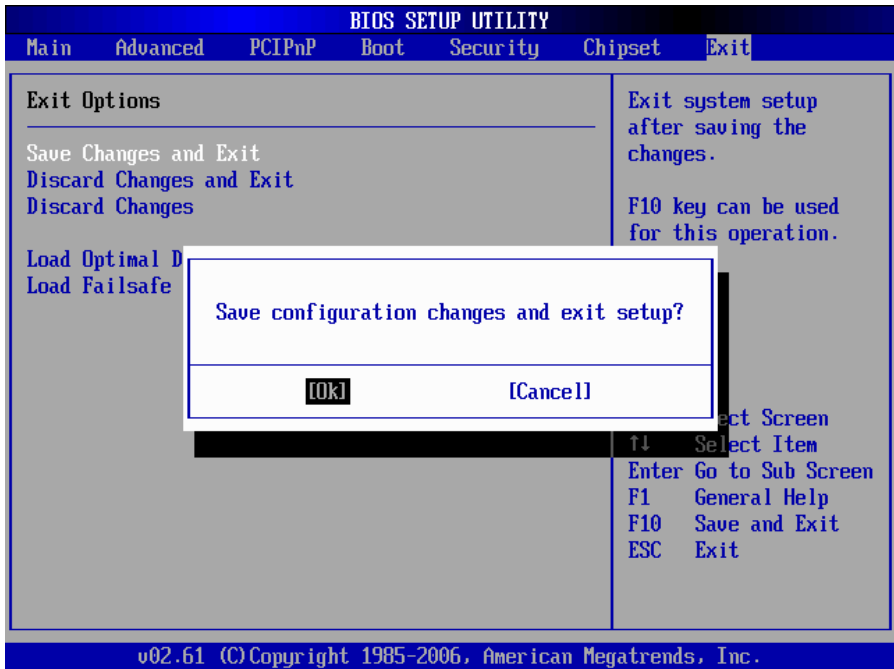 BIOS SETUP UTILITY
Main Advanced PCIPnP Boot Security Chipset Exit
Exit Options
Save Changes and Exit
Discard Changes and Exit
Discard Changes
Load Optimal D
Load Failsafe
Save configuration changes and exit setup?
[Ok] [Cancel]
Exit system setup
after saving the
changes.
F10 key can be used
for this operation.
ect Screen
↑↓ Select Item
Enter Go to Sub Screen
F1 General Help
F10 Save and Exit
ESC Exit
v02.61 (C)Copyright 1985-2006, American Megatrends, Inc.